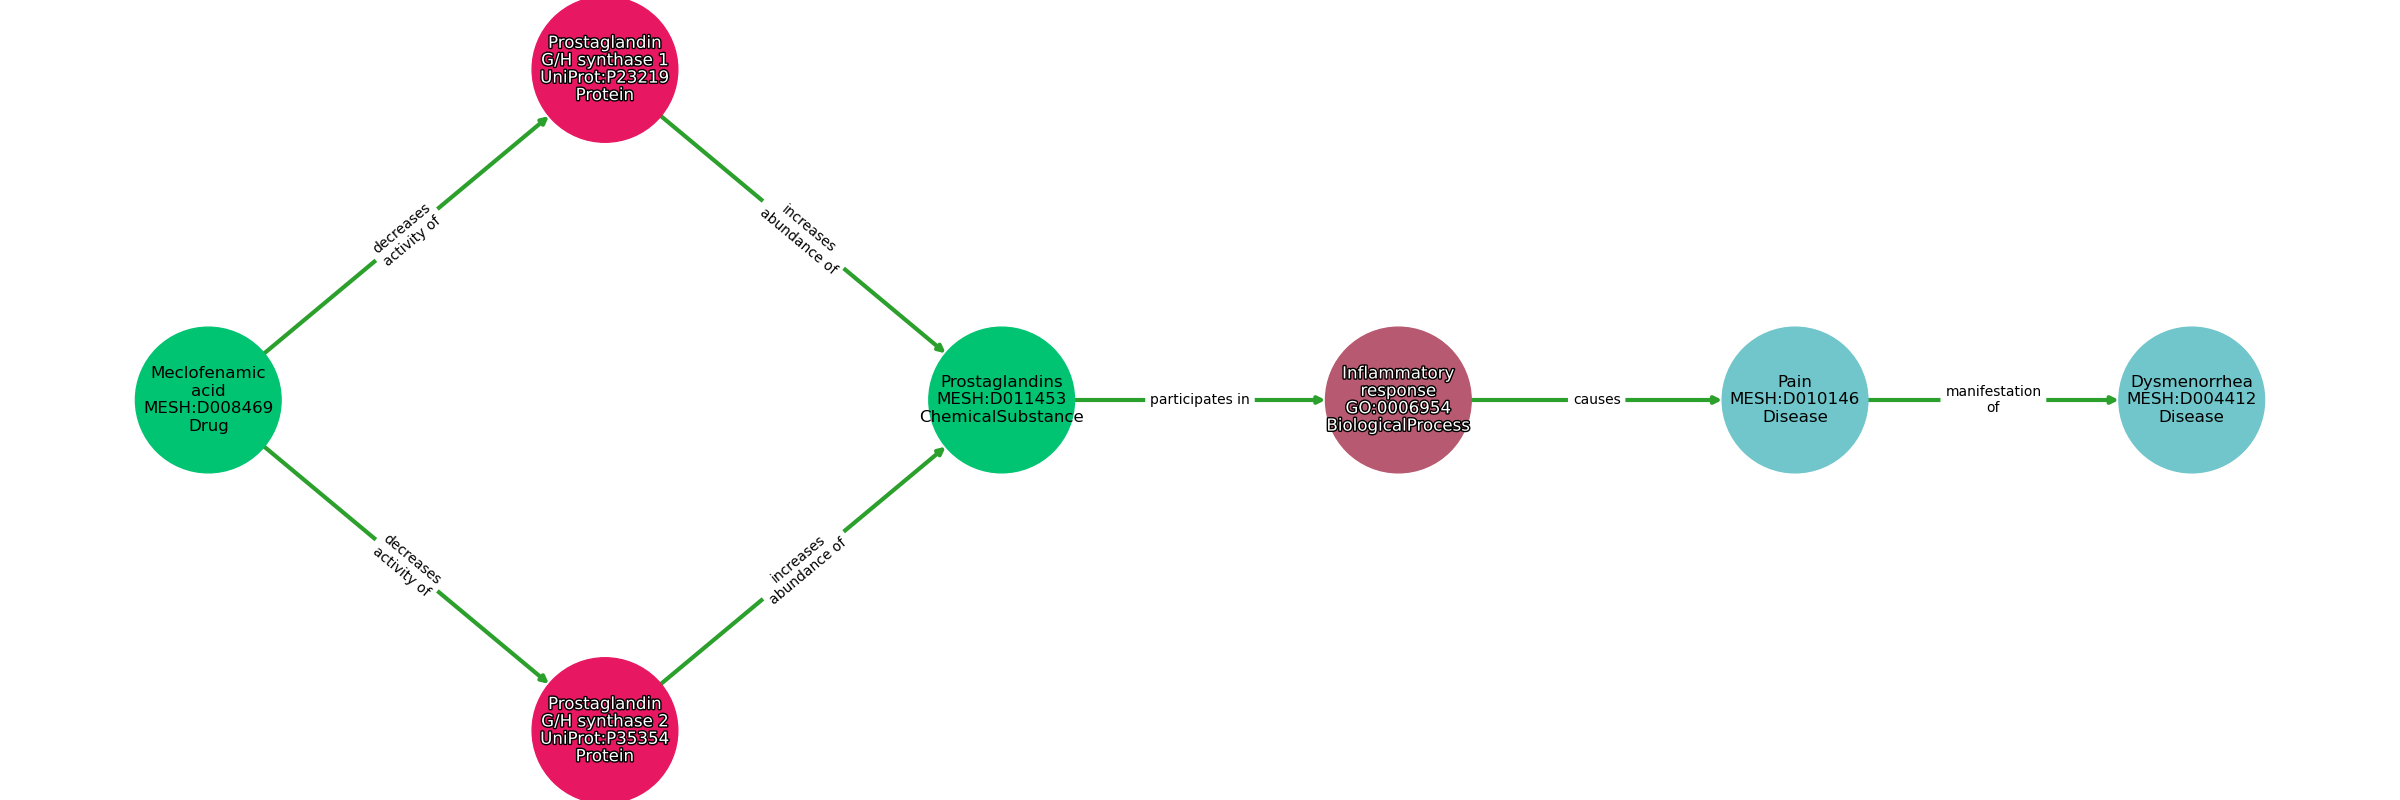 Prostaglandin
G/H synthase 1
UniProt:P23219
Protein
decreases
activity of
increases
abundance of
Meclofenamic
acid
MESH:D008469
Drug
Prostaglandins
MESH:D011453
ChemicalSubstance
participates in
Inflammatory
response
GO:0006954
BiologicalProcess
causes
Pain
MESH:D010146
Disease
manifestation
of
Dysmenorrhea
MESH:D004412
Disease
decreases
activity of
increases
abundance of
Prostaglandin
G/H synthase 2
UniProt:P35354
Protein